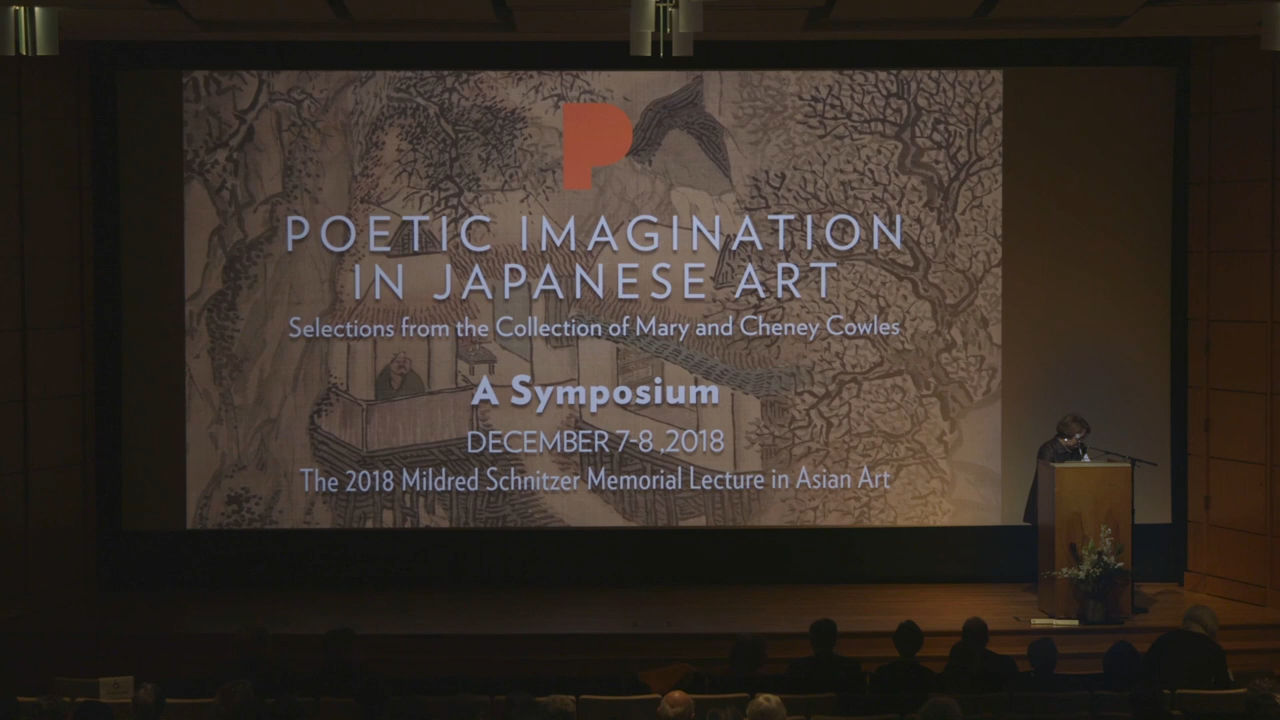 P
POETIC IMAGINATION
IN JAPANESE ART
Selections from the Collection of Mary and Cheney Cowles
A Symposium
DECEMBER 7-8 ,2018
The 2018 Mildred Schnitzer Memorial Lecture in Asian Art